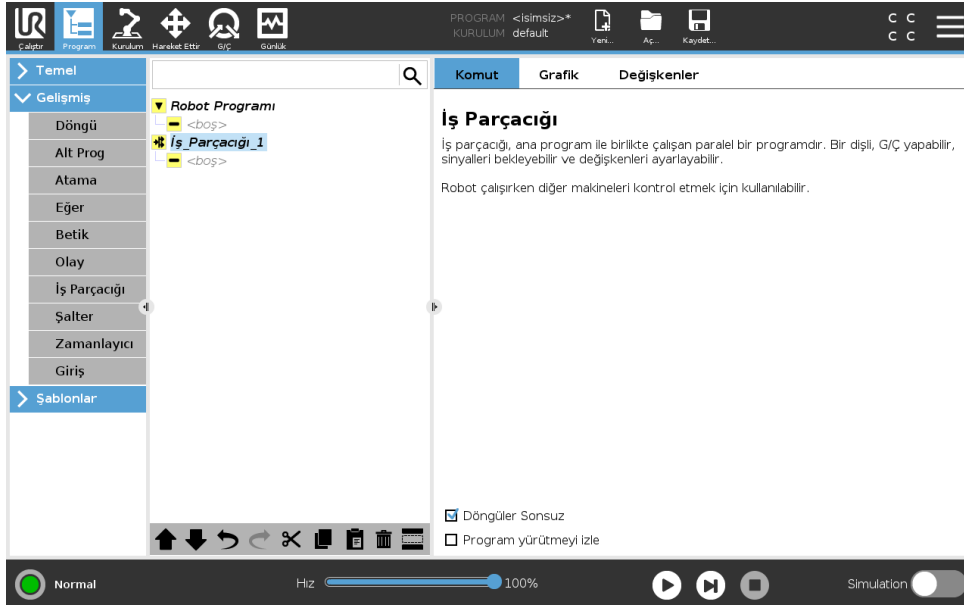 PROGRAM <isimsiz>*
KURULUM default
C C
C C
Çalıştır
Program
Kurulum
Hareket Ettir
G/Ç
Günlük
Yeni...
Aç...
Kaydet...
Temel
Gelişmiş
Döngü
Alt Prog
Atama
Eğer
Betik
Olay
İş Parçacığı
Şalter
Zamanlayıcı
Giriş
Şablonlar
Robot Programı
<boş>
İş_Parçacığı_1
<boş>
Komut
Grafik
Değişkenler
İş Parçacığı
İş parçacığı, ana program ile birlikte çalışan paralel bir programdır. Bir dişli, G/Ç yapabilir,
sinyalleri bekleyebilir ve değişkenleri ayarlayabilir.
Robot çalışırken diğer makineleri kontrol etmek için kullanılabilir.
Döngüler Sonsuz
Program yürütmeyi izle
Normal
Hız
100%
Simulation